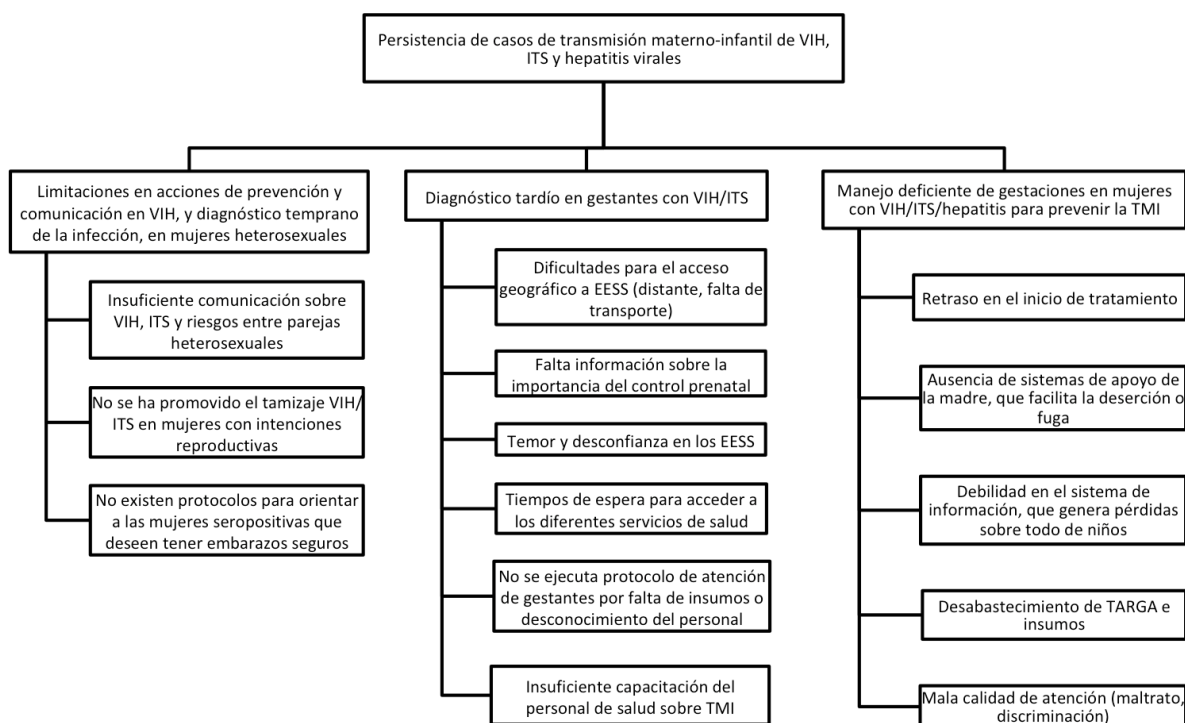 Persistencia de casos de transmisión materno-infantil de VIH,
ITS y hepatitis virales
Limitaciones en acciones de prevención y
comunicación en VIH, y diagnóstico temprano
de la infección, en mujeres heterosexuales
Insuficiente comunicación sobre
VIH, ITS y riesgos entre parejas
heterosexuales
No se ha promovido el tamizaje VIH/
ITS en mujeres con intenciones
reproductivas
No existen protocolos para orientar
a las mujeres seropositivas que
deseen tener embarazos seguros
Diagnóstico tardío en gestantes con VIH/ITS
Dificultades para el acceso
geográfico a EESS (distante, falta de
transporte)
Falta información sobre la
importancia del control prenatal
Temor y desconfianza en los EESS
Tiempos de espera para acceder a
los diferentes servicios de salud
No se ejecuta protocolo de atención
de gestantes por falta de insumos o
desconocimiento del personal
Insuficiente capacitación del
personal de salud sobre TMI
Manejo deficiente de gestaciones en mujeres
con VIH/ITS/hepatitis para prevenir la TMI
Retraso en el inicio de tratamiento
Ausencia de sistemas de apoyo de
la madre, que facilita la deserción o
fuga
Debilidad en el sistema de
información, que genera pérdidas
sobre todo de niños
Desabastecimiento de TARGA e
insumos
Mala calidad de atención (maltrato,
discriminación)